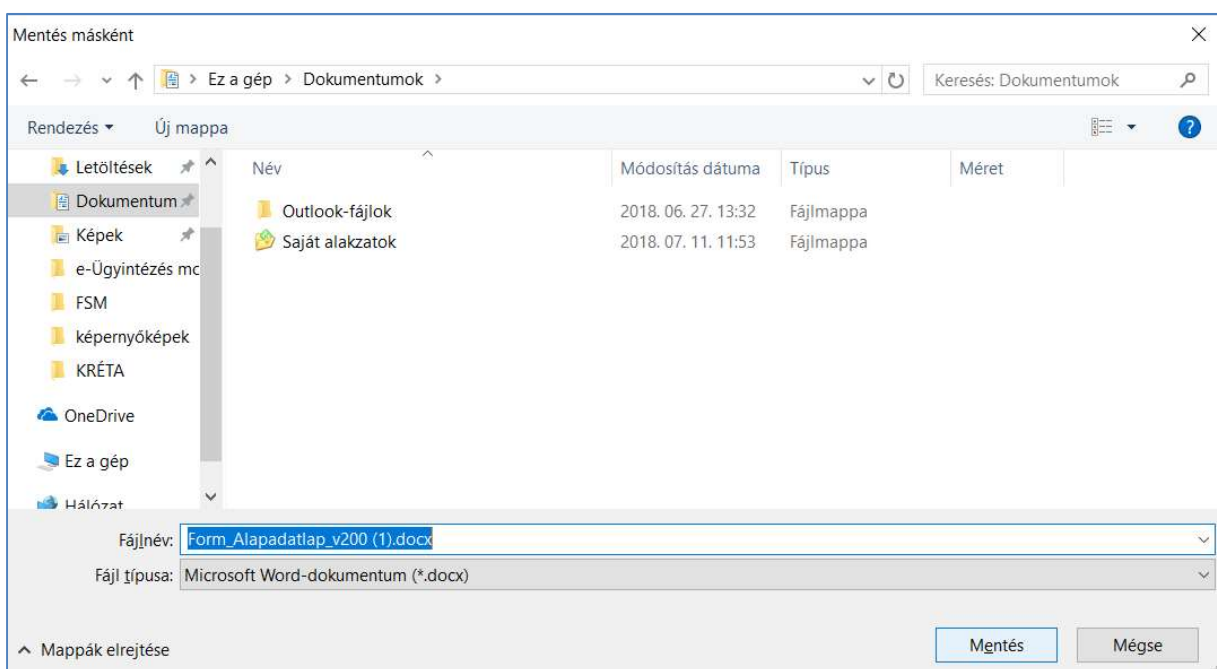 Mentés másként
Ez a gép > Dokumentumok >
Keresés: Dokumentumok
Rendezés
Új mappa
Letöltések
Dokumentum
Képek
e-Ügyintézés mc
FSM
képernyőképek
KRÉTA
OneDrive
Ez a gép
Hálózat
Név Módosítás dátuma Típus Méret
Outlook-fájlok 2018. 06. 27. 13:32 Fájlmappa
Saját alakzatok 2018. 07. 11. 11:53 Fájlmappa
Fájlnév: Form_Alapadatlap_v200 (1).docx
Fájl típusa: Microsoft Word-dokumentum (*.docx)
Mappák elrejtése
Mentés
Mégse